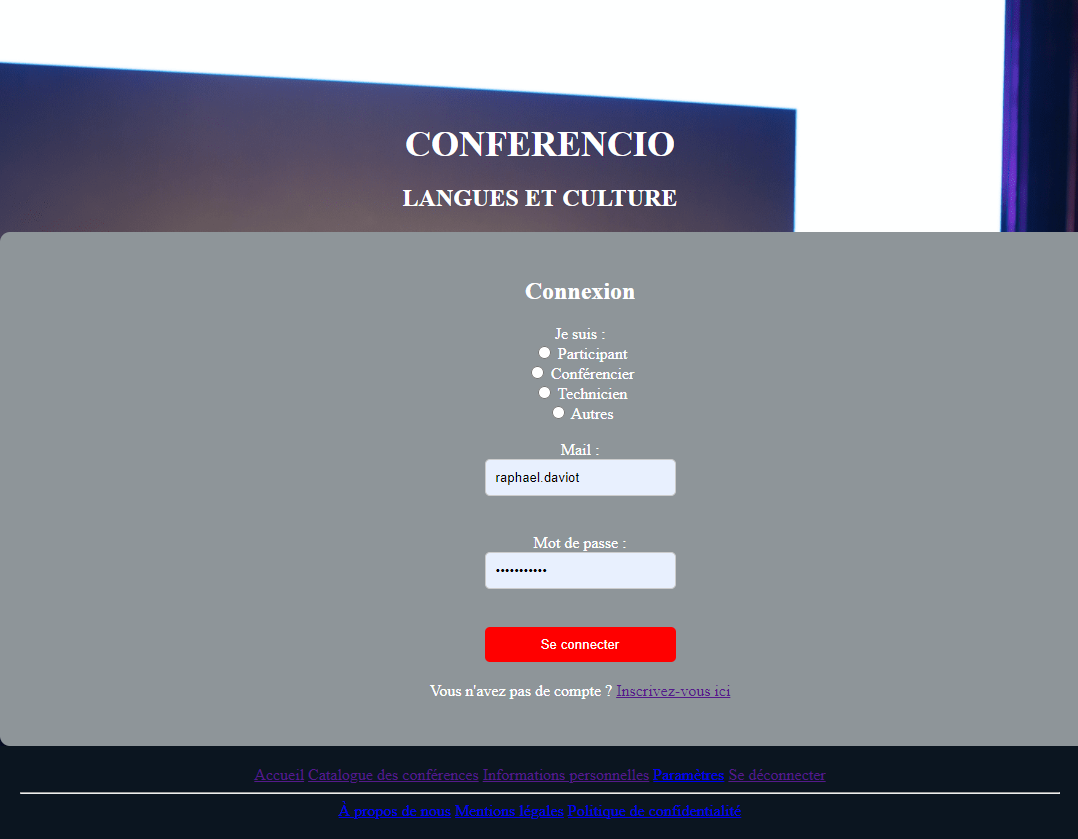 CONFERENCIO
LANGUES ET CULTURE
Connexion
Je suis :
Participant
Conférencier
Technicien
Autres
Mail :
raphael.daviot
Mot de passe :
•••••••••••
Se connecter
Vous n'avez pas de compte ? Inscrivez-vous ici
Accueil Catalogue des conférences Informations personnelles Paramètres Se déconnecter
À propos de nous Mentions légales Politique de confidentialité